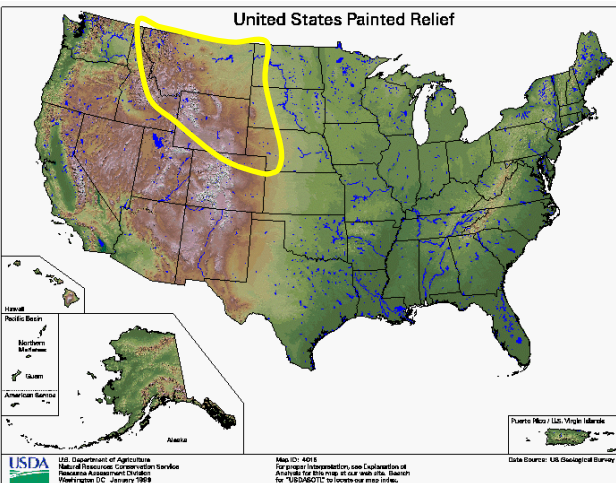 United States Painted Relief
Hawaii
Pacific Basin
Northern
Marianas
Guam
American Samoa
Alaska
Puerto Rico / U.S. Virgin Islands
USDA
U.S. Department of Agriculture
Natural Resources Conservation Service
Resource Assessment Division
Washington DC January 1999
Map ID: 4015
For proper interpretation, see Explanation of
Analysis for this map at our web site. Search
for "USDASOTL" to locate our map index.
Data Source: US Geological Survey